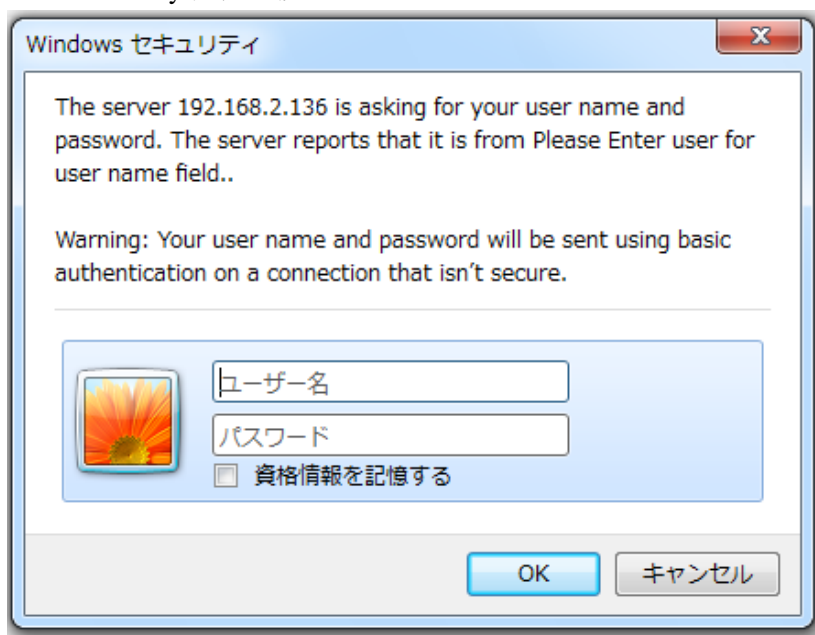 Windows セキュリティ
The server 192.168.2.136 is asking for your user name and
password. The server reports that it is from Please Enter user for
user name field..
Warning: Your user name and password will be sent using basic
authentication on a connection that isn't secure.
ユーザー名
パスワード
資格情報を記憶する
OK
キャンセル